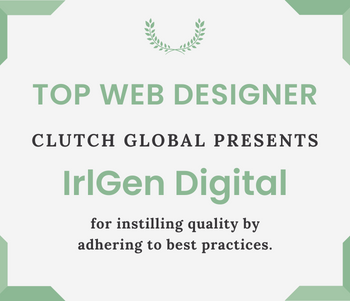 TOP WEB DESIGNER
CLUTCH GLOBAL PRESENTS
IrlGen Digital
for instilling quality by
adhering to best practices.